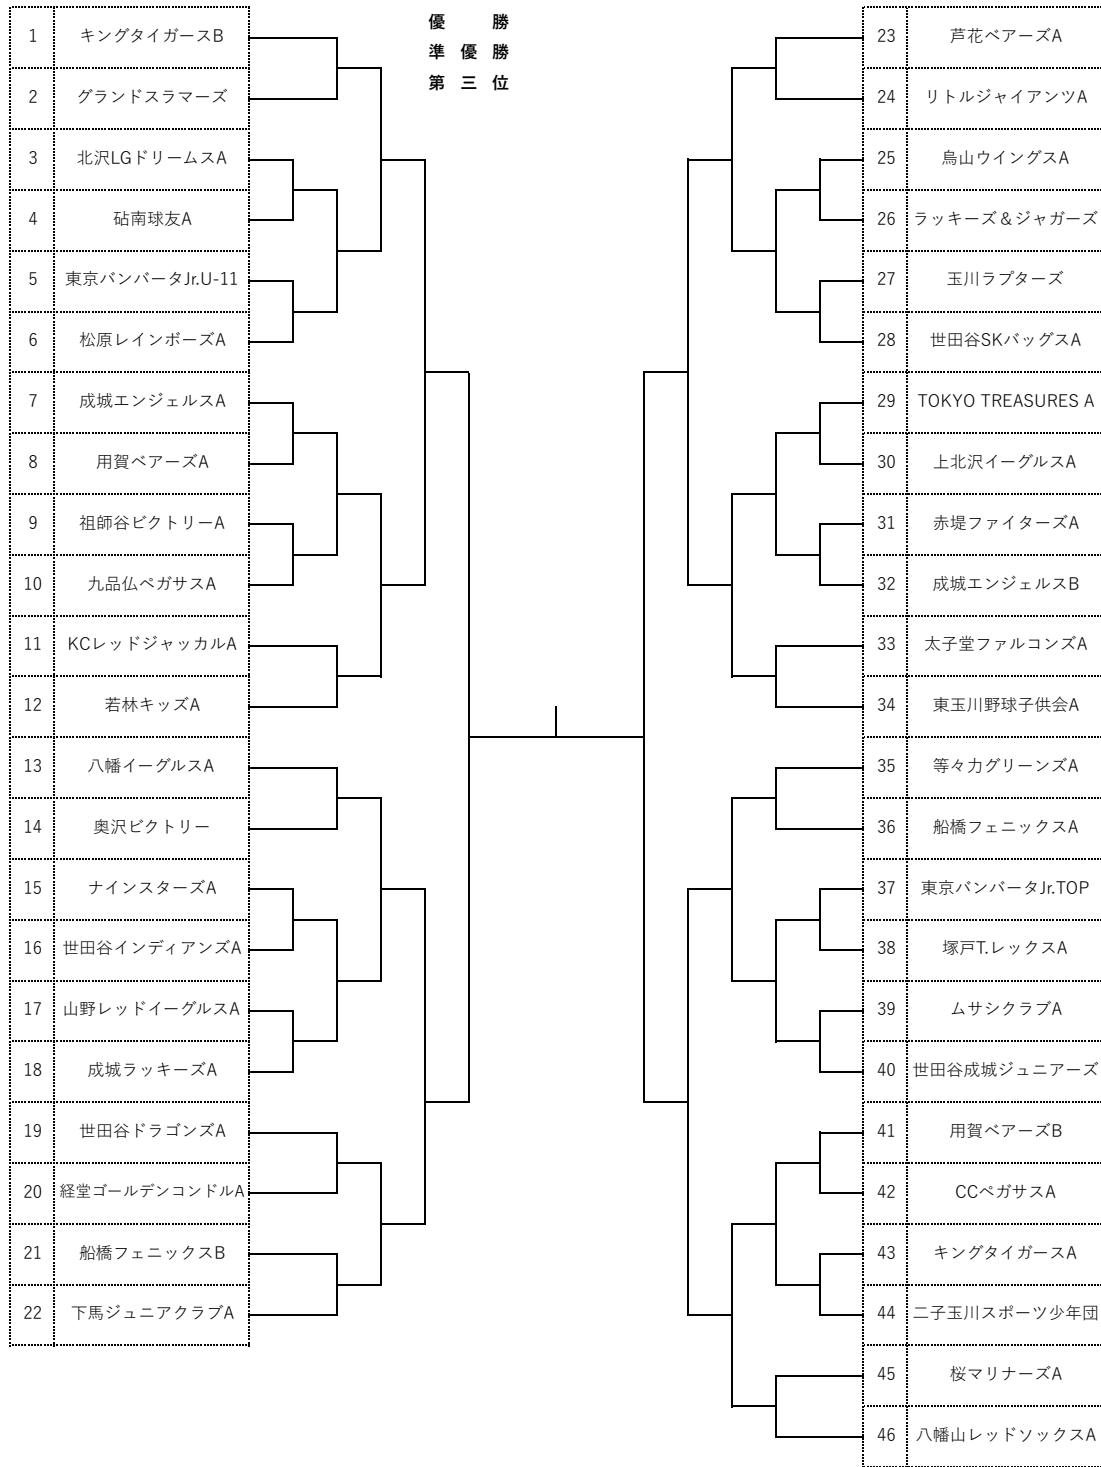 優勝
準優勝
第三位
1 キングタイガースB
2 グランドスラマーズ
3 北沢LGドリームスA
4 砧南球友A
5 東京バンバータJr.U-11
6 松原レインボーズA
7 成城エンジェルスA
8 用賀ベアーズA
9 祖師谷ビクトリーA
10 九品仏ペガサスA
11 KCレッドジャッカルA
12 若林キッズA
13 八幡イーグルスA
14 奥沢ビクトリー
15 ナインスターズA
16 世田谷インディアンズA
17 山野レッドイーグルスA
18 成城ラッキーズA
19 世田谷ドラゴンズA
20 経堂ゴールデンコンドルA
21 船橋フェニックスB
22 下馬ジュニアクラブA
23 芦花ベアーズA
24 リトルジャイアンツA
25 烏山ウイングスA
26 ラッキーズ&ジャガーズ
27 玉川ラプターズ
28 世田谷SKバッグスA
29 TOKYO TREASURES A
30 上北沢イーグルスA
31 赤堤ファイターズA
32 成城エンジェルスB
33 太子堂ファルコンズA
34 東玉川野球子供会A
35 等々力グリーンズA
36 船橋フェニックスA
37 東京バンバータJr.TOP
38 塚戸T.レックスA
39 ムサシクラブA
40 世田谷成城ジュニアーズ
41 用賀ベアーズB
42 CCペガサスA
43 キングタイガースA
44 二子玉川スポーツ少年団
45 桜マリナーズA
46 八幡山レッドソックスA